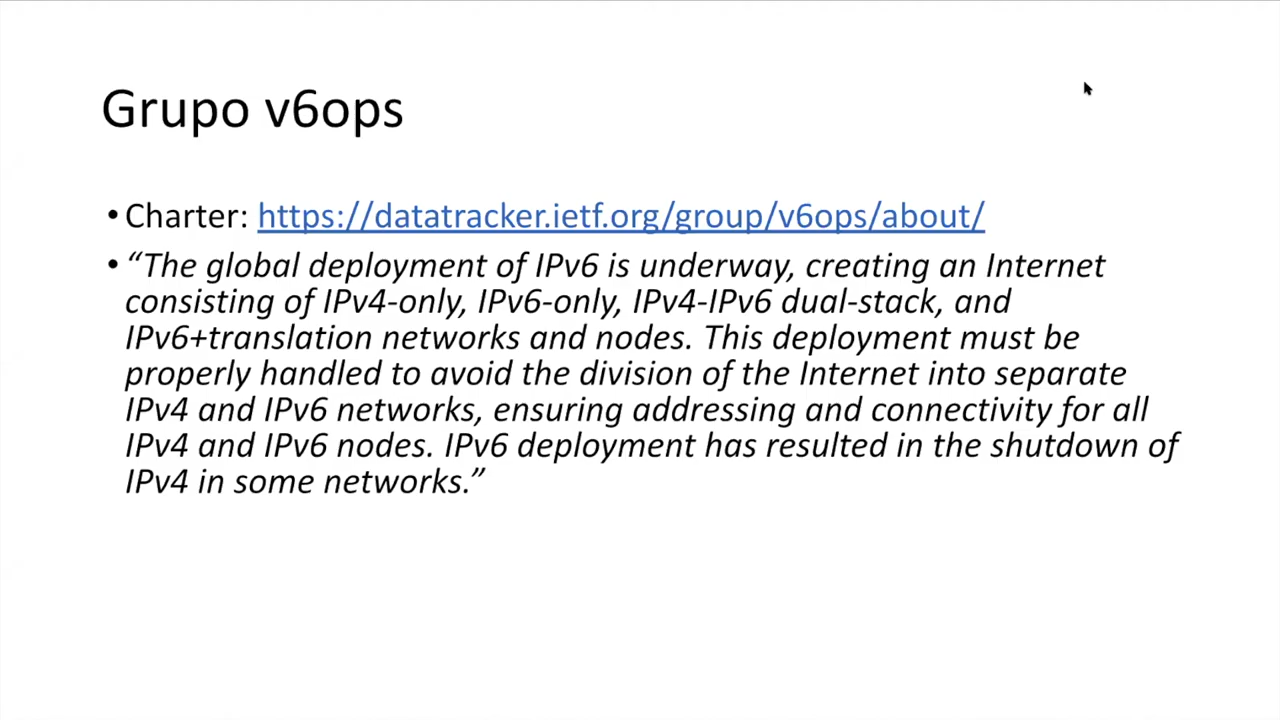 Grupo v6ops
• Charter: https://datatracker.ietf.org/group/v6ops/about/
• “The global deployment of IPv6 is underway, creating an Internet
consisting of IPv4-only, IPv6-only, IPv4-IPv6 dual-stack, and
IPv6+translation networks and nodes. This deployment must be
properly handled to avoid the division of the Internet into separate
IPv4 and IPv6 networks, ensuring addressing and connectivity for all
IPv4 and IPv6 nodes. IPv6 deployment has resulted in the shutdown of
IPv4 in some networks.”